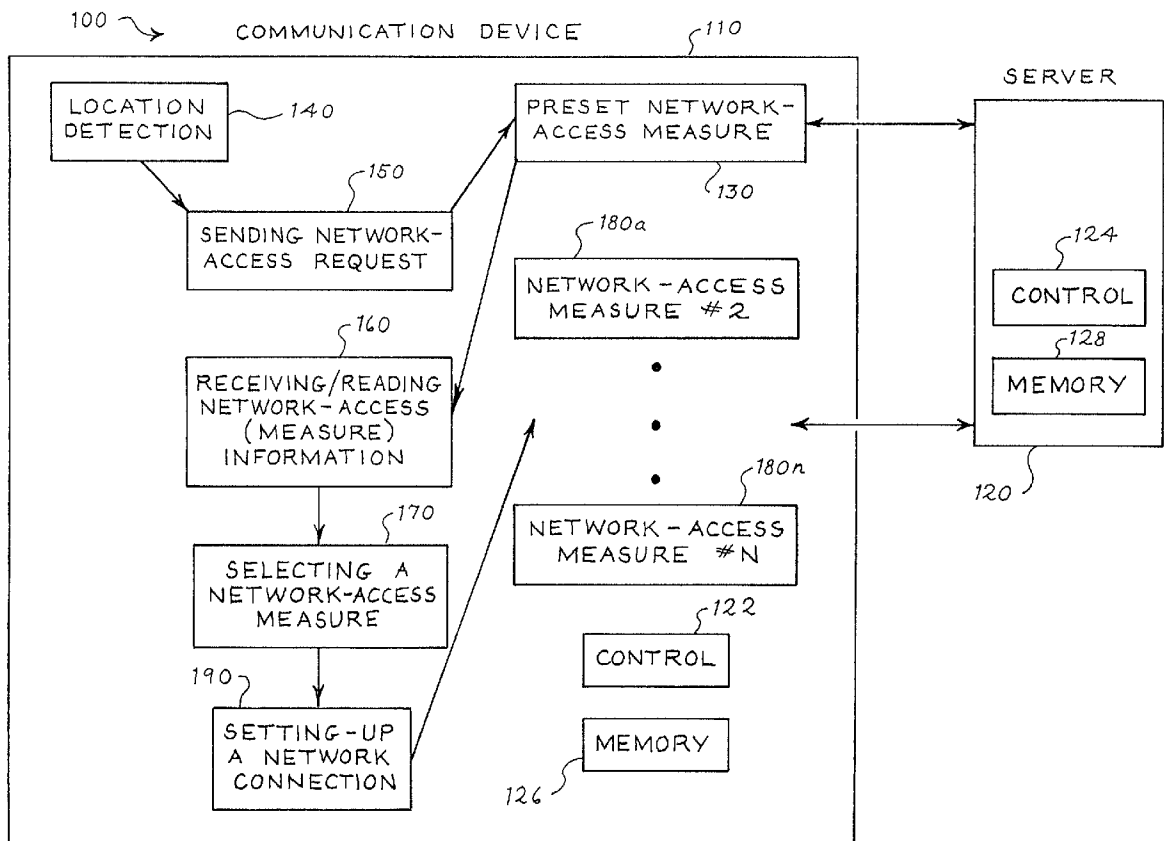 100
COMMUNICATION DEVICE
110
SERVER
LOCATION
DETECTION
140
PRESET NETWORK-
ACCESS MEASURE
130
150
SENDING NETWORK-
ACCESS REQUEST
180a
NETWORK-ACCESS
MEASURE #2
124
CONTROL
128
MEMORY
120
160
RECEIVING/READING
NETWORK-ACCESS
(MEASURE)
INFORMATION
180n
NETWORK-ACCESS
MEASURE #N
170
SELECTING A
NETWORK-ACCESS
MEASURE
122
CONTROL
190
SETTING-UP
A NETWORK
CONNECTION
MEMORY
126